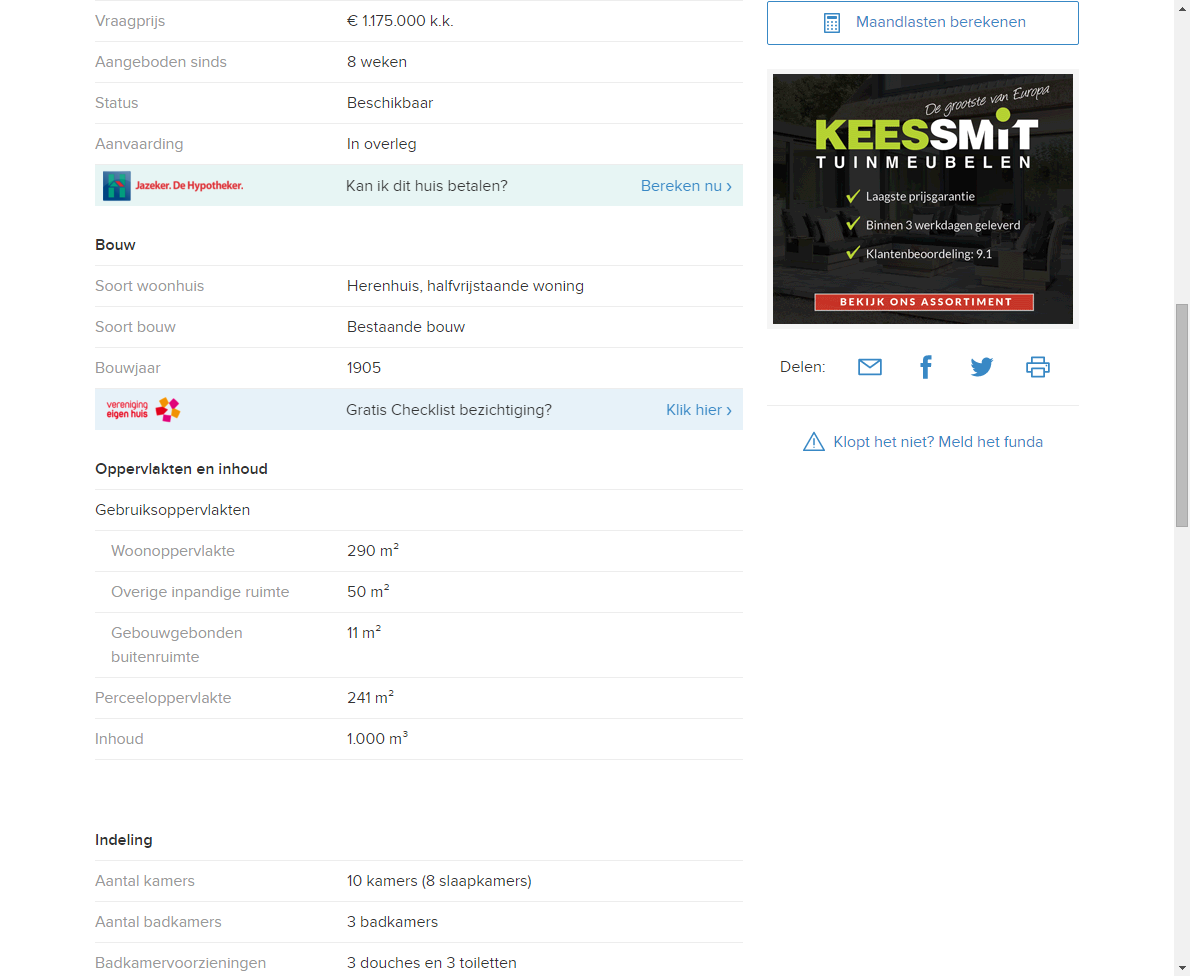 Vraagprijs € 1.175.000 k.k.
Aangeboden sinds 8 weken
Status Beschikbaar
Aanvaarding In overleg
Jazeker. De Hypotheker. Kan ik dit huis betalen? Bereken nu ›
Bouw
Soort woonhuis Herenhuis, halfvrijstaande woning
Soort bouw Bestaande bouw
Bouwjaar 1905
vereniging
eigen huis Gratis Checklist bezichtiging? Klik hier ›
Oppervlakten en inhoud
Gebruiksoppervlakten
Woonoppervlakte 290 m²
Overige inpandige ruimte 50 m²
Gebouwgebonden 11 m²
buitenruimte
Perceeloppervlakte 241 m²
Inhoud 1.000 m³
Indeling
Aantal kamers 10 kamers (8 slaapkamers)
Aantal badkamers 3 badkamers
Badkamervoorzieningen 3 douches en 3 toiletten
Maandlasten berekenen
De grootste van Europa
KEESSMiT
TUINMEUBELEN
Laagste prijsgarantie
Binnen 3 werkdagen geleverd
Klantenbeoordeling: 9.1
BEKIJK ONS ASSORTIMENT
Delen:
Klopt het niet? Meld het funda